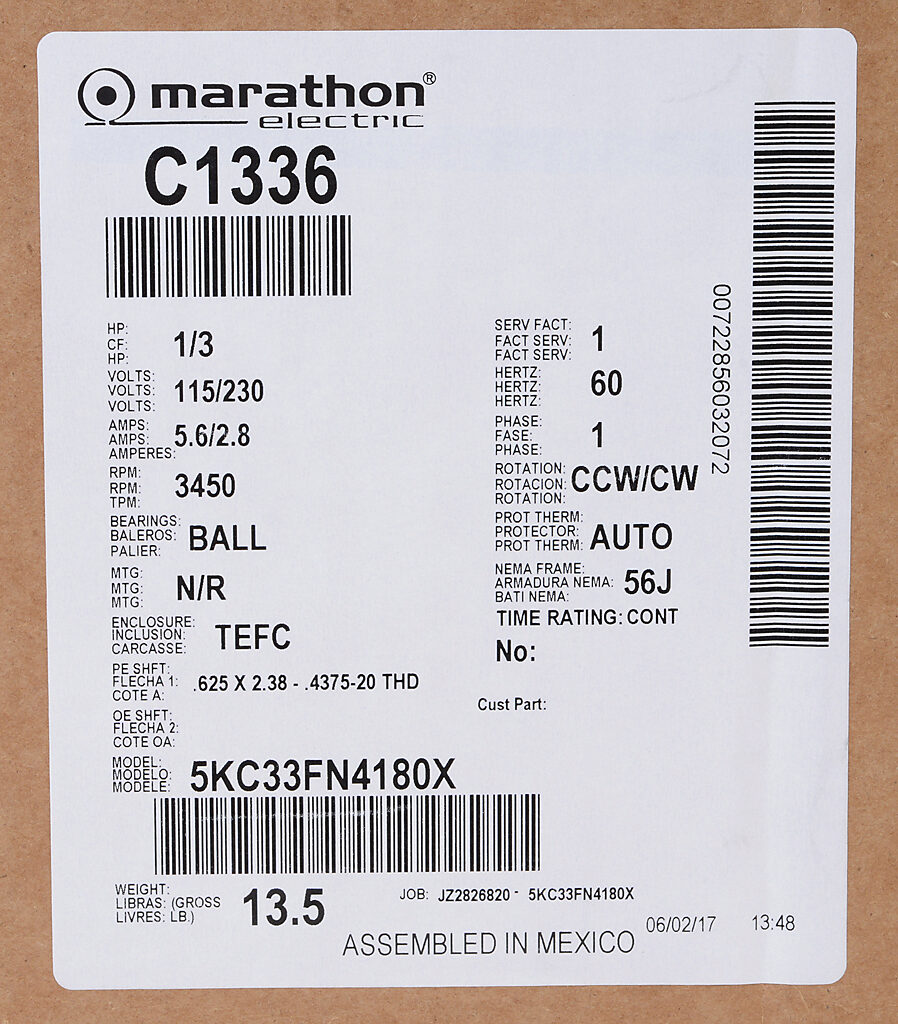 marathon®
electric
C1336
HP:
CF: 1/3
HP:
VOLTS:
VOLTS: 115/230
VOLTS:
AMPS:
AMPS: 5.6/2.8
AMPERES:
RPM:
RPM: 3450
TPM:
BEARINGS:
BALEROS: BALL
PALIER:
MTG:
MTG: N/R
MTG:
ENCLOSURE:
INCLUSION: TEFC
CARCASSE:
PE SHFT:
FLECHA 1: .625 X 2.38 - .4375-20 THD
COTE A:
OE SHFT:
FLECHA 2:
COTE OA:
MODEL:
MODELO: 5KC33FN4180X
MODELE:
SERV FACT:
FACT SERV: 1
FACT SERV:
HERTZ:
HERTZ: 60
HERTZ:
PHASE:
FASE: 1
PHASE:
ROTATION:
ROTACION: CCW/CW
ROTATION:
PROT THERM:
PROTECTOR: AUTO
PROT THERM:
NEMA FRAME:
ARMADURA NEMA: 56J
BATI NEMA:
TIME RATING: CONT
No:
Cust Part:
00722856032072
WEIGHT:
LIBRAS: (GROSS 13.5
LIVRES: LB.)
JOB: JZ2826820 - 5KC33FN4180X
ASSEMBLED IN MEXICO
06/02/17 13:48